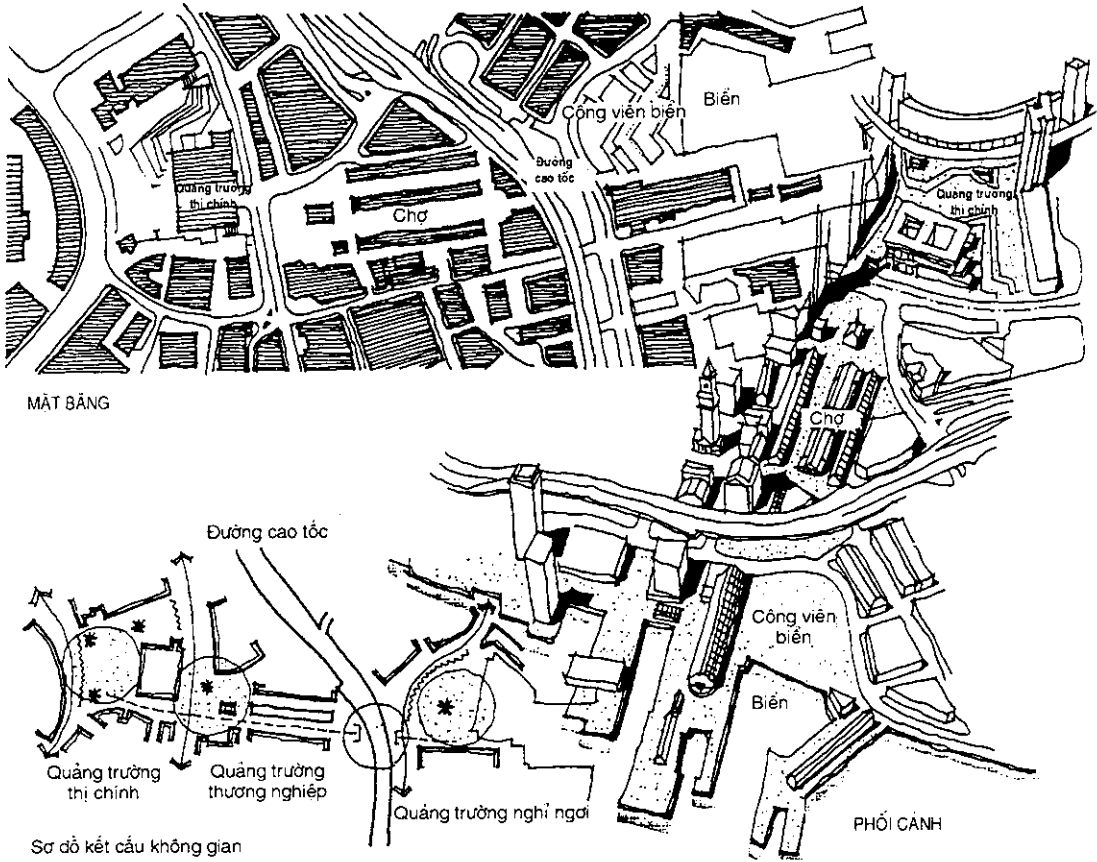 Công viên biển
Biển
Đường
cao tốc
Quảng trường
thị chính
Chợ
Quảng trường
thị chính
MẶT BẰNG
Chợ
Đường cao tốc
Công viên
biển
Biển
Quảng trường
thị chính
Quảng trường
thương nghiệp
Quảng trường nghỉ ngơi
PHỐI CẢNH
Sơ đồ kết cấu không gian